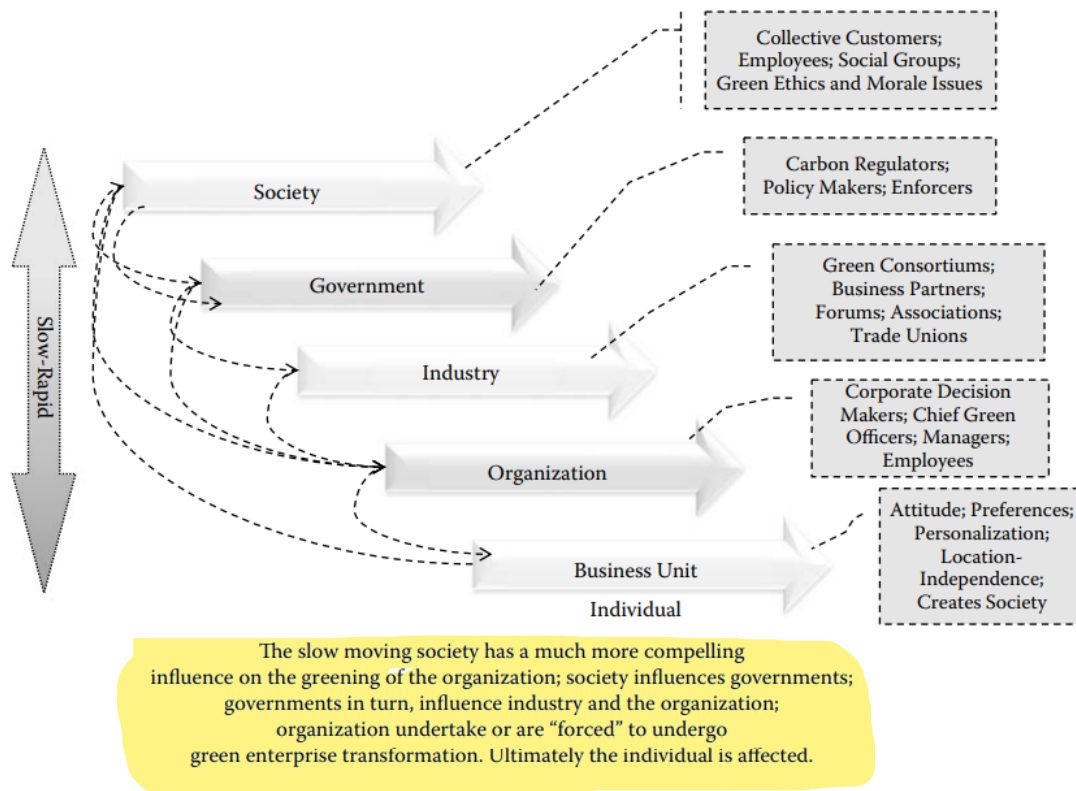 Collective Customers;
Employees; Social Groups;
Green Ethics and Morale Issues
Society
Carbon Regulators;
Policy Makers; Enforcers
Government
Green Consortiums;
Business Partners;
Forums; Associations;
Trade Unions
Slow-Rapid
Industry
Corporate Decision
Makers; Chief Green
Officers; Managers;
Employees
Organization
Attitude; Preferences;
Personalization;
Location-
Independence;
Creates Society
Business Unit
Individual
The slow moving society has a much more compelling
influence on the greening of the organization; society influences governments;
governments in turn, influence industry and the organization;
organization undertake or are “forced” to undergo
green enterprise transformation. Ultimately the individual is affected.